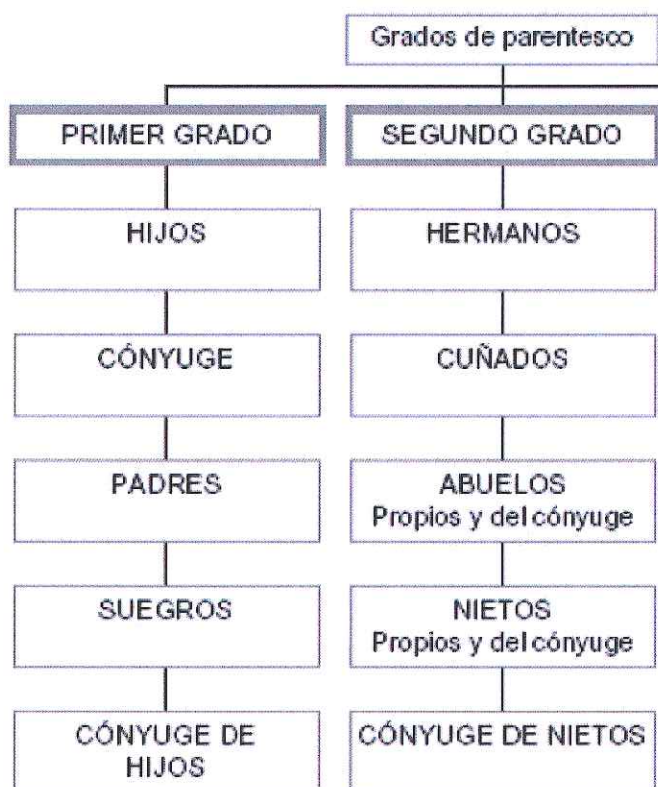 Grados de parentesco
PRIMER GRADO
HIJOS
CÓNYUGE
PADRES
SUEGROS
CÓNYUGE DE
HIJOS
SEGUNDO GRADO
HERMANOS
CUÑADOS
ABUELOS
Propios y del cónyuge
NIETOS
Propios y del cónyuge
CÓNYUGE DE NIETOS